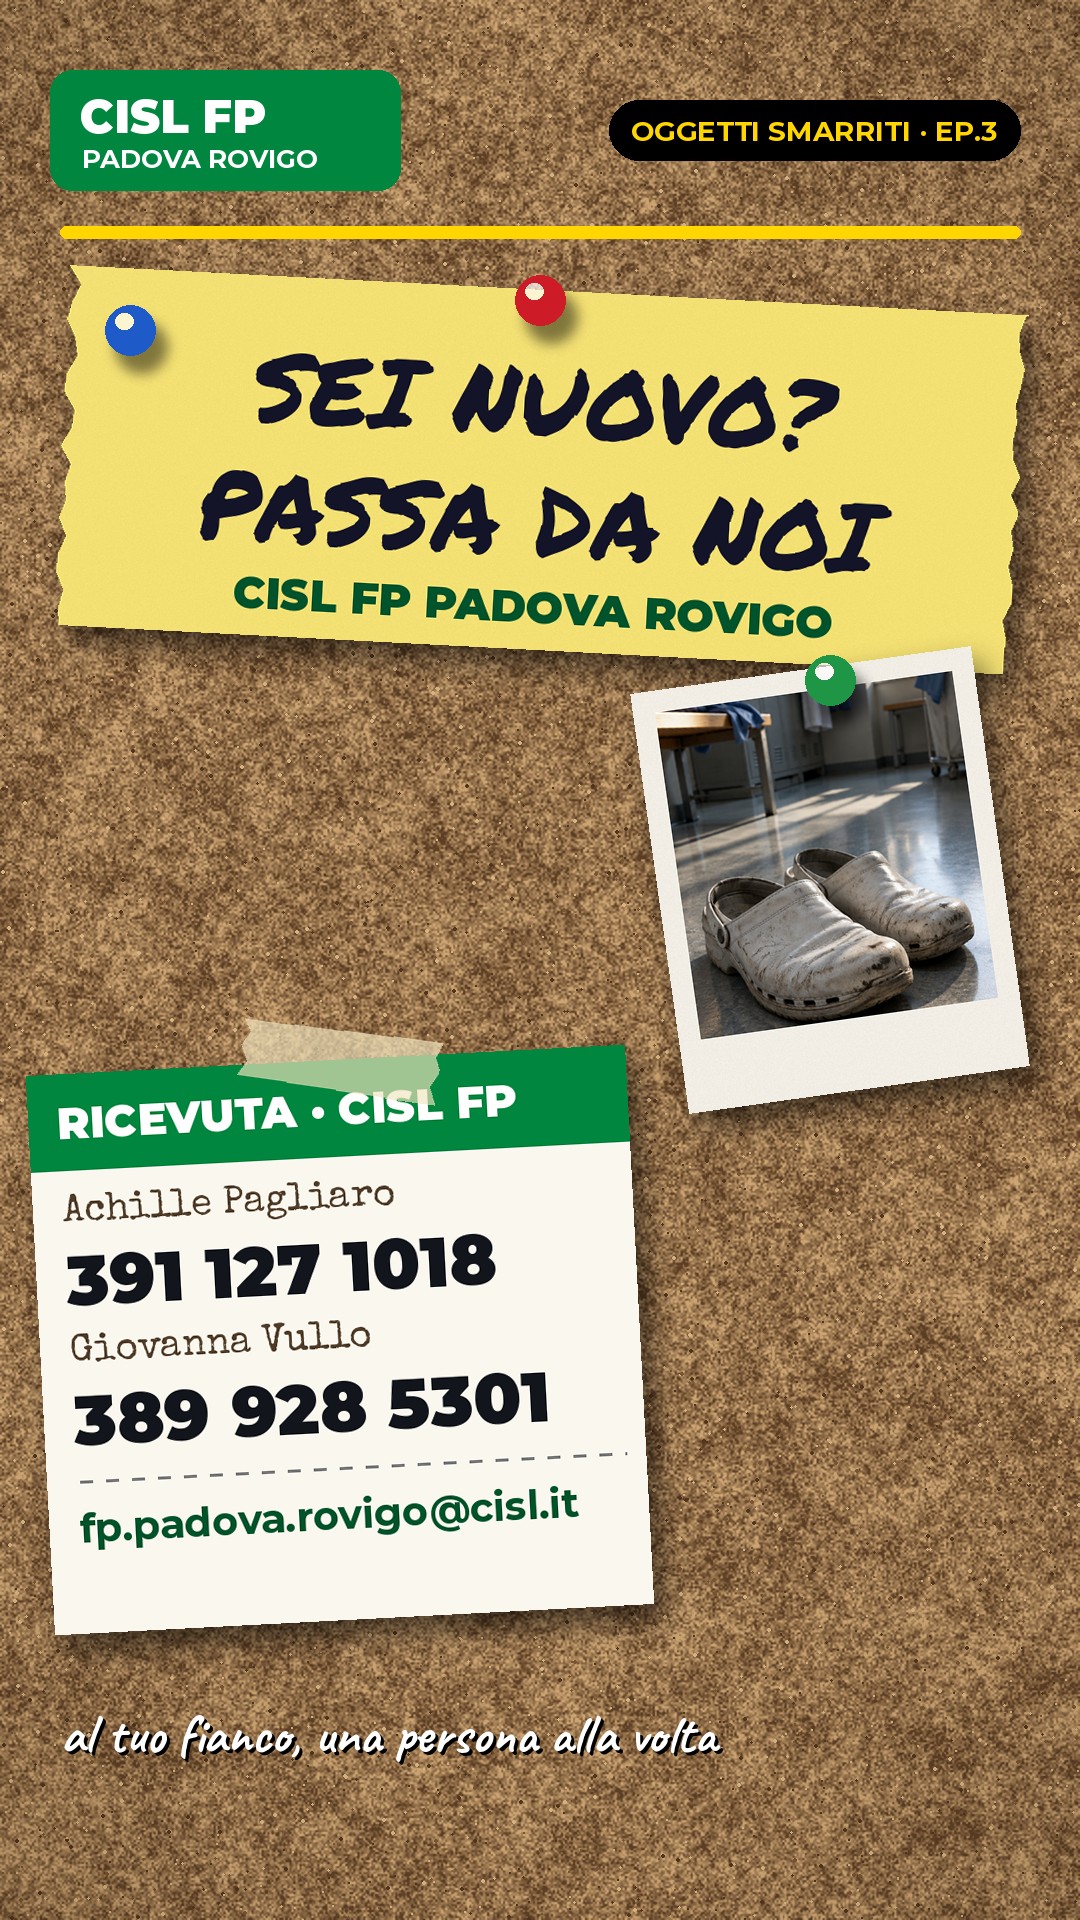 CISL FP
PADOVA ROVIGO
OGGETTI SMARRITI · EP.3
SEI NUOVO?
PASSA DA NOI
CISL FP PADOVA ROVIGO
RICEVUTA • CISL FP
Achille Pagliaro
391 127 1018
Giovanna Vullo
389 928 5301
fp.padova.rovigo@cisl.it
al tuo fianco, una persona alla volta